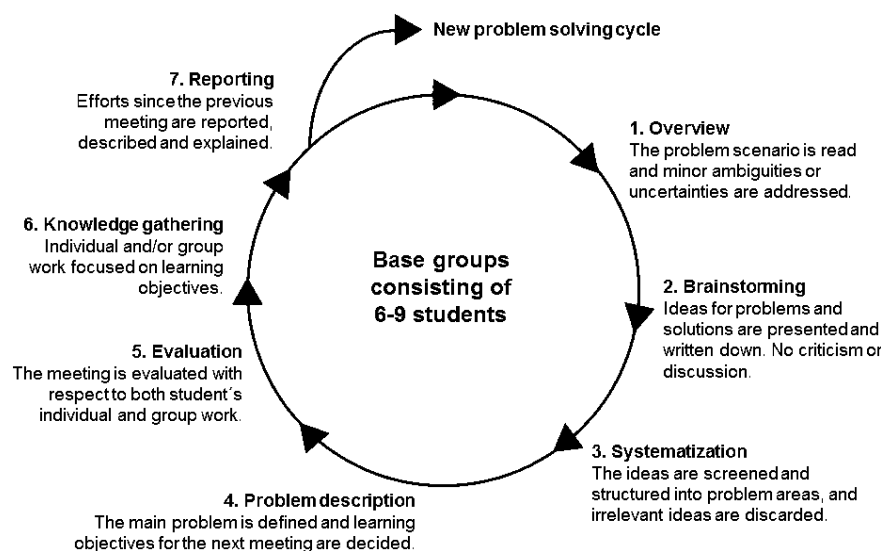 New problem solving cycle
7. Reporting
Efforts since the previous
meeting are reported,
described and explained.
1. Overview
The problem scenario is read
and minor ambiguities or
uncertainties are addressed.
6. Knowledge gathering
Individual and/or group
work focused on learning
objectives.
Base groups
consisting of
6-9 students
2. Brainstorming
Ideas for problems and
solutions are presented and
written down. No criticism or
discussion.
5. Evaluation
The meeting is evaluated with
respect to both student´s
individual and group work.
3. Systematization
The ideas are screened and
structured into problem areas, and
irrelevant ideas are discarded.
4. Problem description
The main problem is defined and learning
objectives for the next meeting are decided.